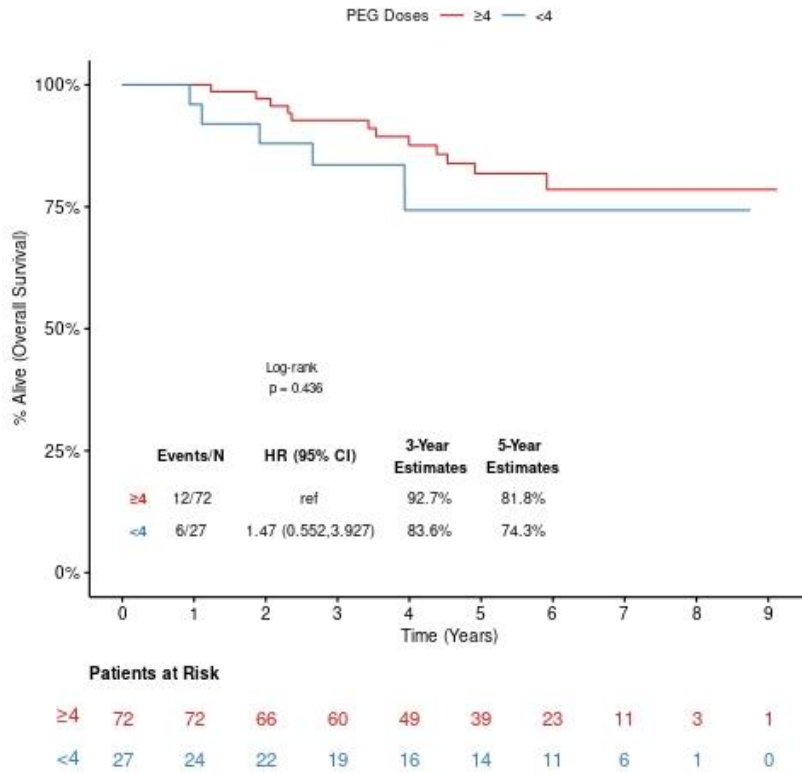 PEG Doses ≥4 <4
100%
75%
50%
25%
0%
% Alive (Overall Survival)
Log-rank
p = 0.436
Events/N HR (95% CI) 3-Year Estimates 5-Year Estimates
≥4 12/72 ref 92.7% 81.8%
<4 6/27 1.47 (0.552,3.927) 83.6% 74.3%
0 1 2 3 4 5 6 7 8 9
Time (Years)
Patients at Risk
≥4 72 72 66 60 49 39 23 11 3 1
<4 27 24 22 19 16 14 11 6 1 0